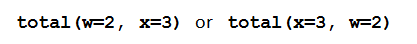 total(w=2, x=3) or total(x=3, w=2)